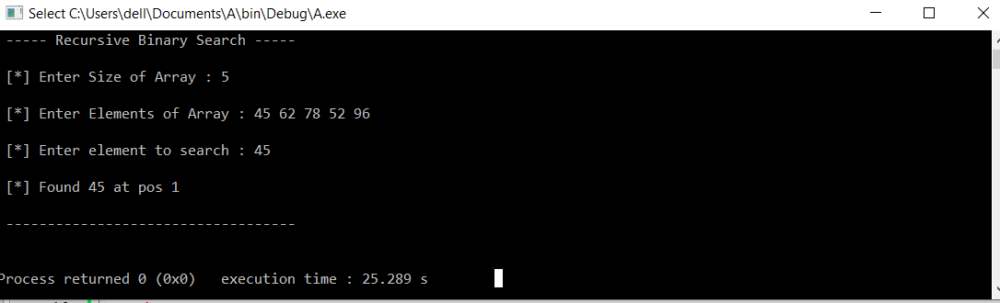 Select C:\Users\dell\Documents\A\bin\Debug\A.exe
----- Recursive Binary Search -----
[*] Enter Size of Array : 5
[*] Enter Elements of Array : 45 62 78 52 96
[*] Enter element to search : 45
[*] Found 45 at pos 1
-----------------------------------
Process returned 0 (0x0)   execution time : 25.289 s